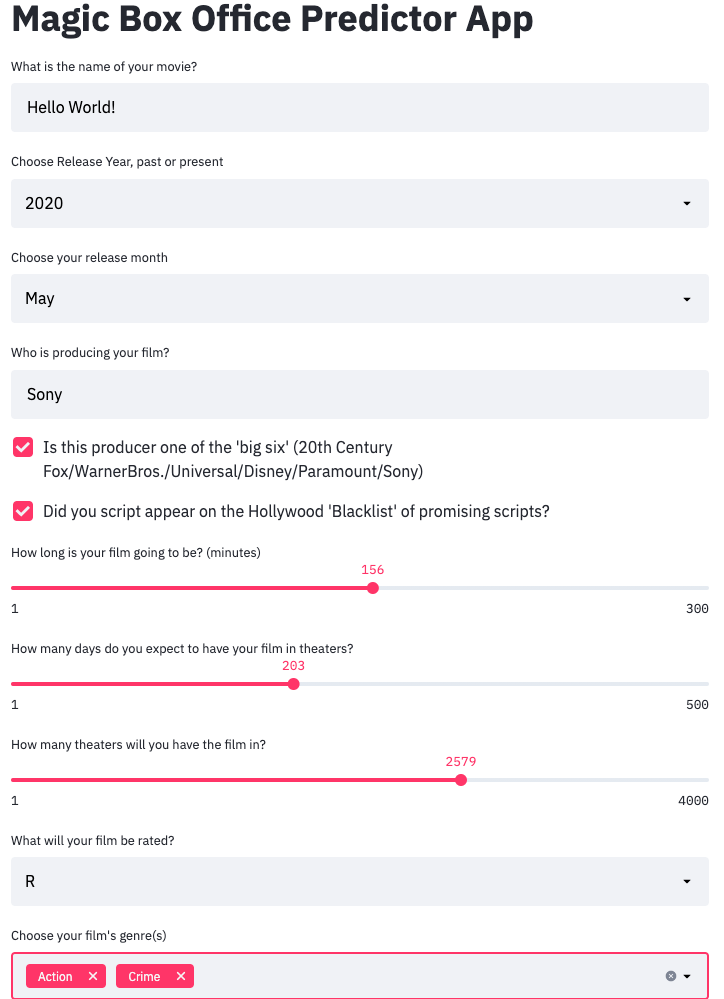 Magic Box Office Predictor App
What is the name of your movie?
Hello World!
Choose Release Year, past or present
2020
Choose your release month
May
Who is producing your film?
Sony
Is this producer one of the 'big six' (20th Century
Fox/WarnerBros./Universal/Disney/Paramount/Sony)
Did you script appear on the Hollywood 'Blacklist' of promising scripts?
How long is your film going to be? (minutes)
156
1 300
How many days do you expect to have your film in theaters?
203
1 500
How many theaters will you have the film in?
2579
1 4000
What will your film be rated?
R
Choose your film's genre(s)
Action Crime